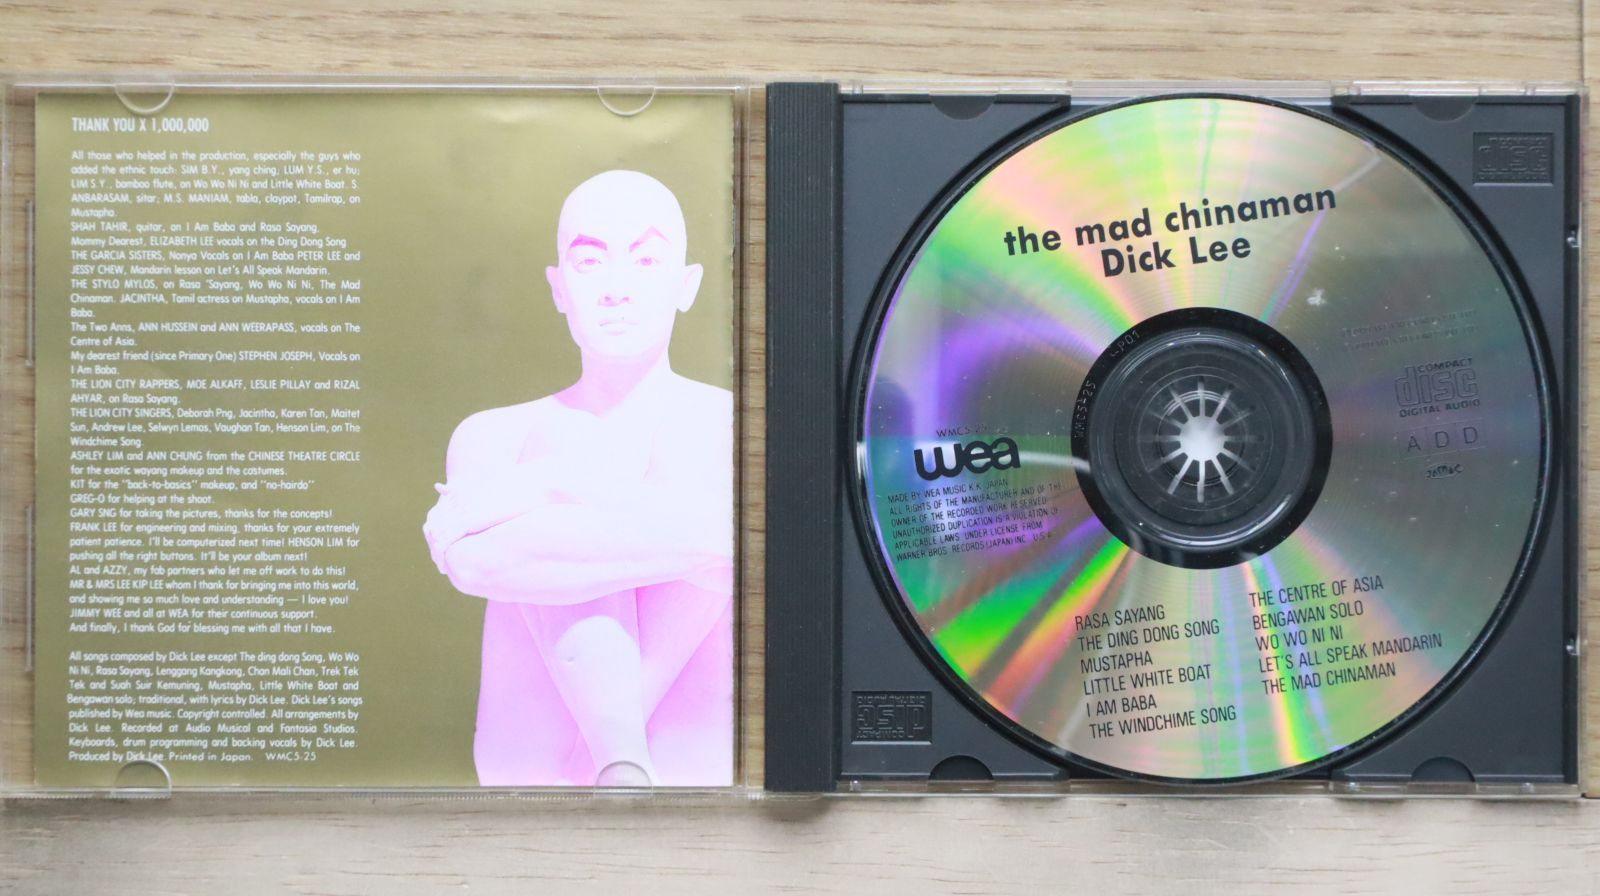 THANK YOU X 1,000,000
All those who helped in the production, especially the guys who
added the ethnic touch: SIM B.Y., yang ching; LUM Y.S., er hu;
LIM S.Y., bamboo flute, on Wo Wo Ni Ni and Little White Boat. S.
ANBARASAM, sitar; M.S. MANIAM, tabla, claypot, Tamilrap, on
Mustapha.
SHAH TAHIR, guitar, on I Am Baba and Rasa Sayang.
Mommy Dearest, ELIZABETH LEE vocals on the Ding Dong Song
THE GARCIA SISTERS, Nonya Vocals on I Am Baba PETER LEE and
JESSY CHEW, Mandarin lesson on Let's All Speak Mandarin.
THE STYLO MYLOS, on Rasa 'Sayang, Wo Wo Ni Ni, The Mad
Chinaman. JACINTHA, Tamil actress on Mustapha, vocals on I Am
Baba.
The Two Anns, ANN HUSSEIN and ANN WEERAPASS, vocals on The
Centre of Asia.
My dearest friend (since Primary One) STEPHEN JOSEPH, Vocals on
I Am Baba.
THE LION CITY RAPPERS, MOE ALKAFF, LESLIE PILLAY and RIZAL
AHYAR, on Rasa Sayang.
THE LION CITY SINGERS, Deborah Png, Jacintha, Karen Tan, Maitet
Sun, Andrew Lee, Selwyn Lemos, Vaughan Tan, Henson Lim, on The
Windchime Song.
ASHLEY LIM and ANN CHUNG from the CHINESE THEATRE CIRCLE
for the exotic wayang makeup and the costumes.
KIT for the "back-to-basics" makeup, and "no-hairdo"
GREG-O for helping at the shoot.
GARY SNG for taking the pictures, thanks for the concepts!
FRANK LEE for engineering and mixing, thanks for your extremely
patient patience. I'll be computerized next time! HENSON LIM for
pushing all the right buttons. It'll be your album next!
AL and AZZY, my fab partners who let me off work to do this!
MR & MRS LEE KIP LEE whom I thank for bringing me into this world,
and showing me so much love and understanding — I love you!
JIMMY WEE and all at WEA for their continuous support.
And finally, I thank God for blessing me with all that I have.
All songs composed by Dick Lee except The ding dong Song, Wo Wo
Ni Ni, Rasa Sayang, Lenggang Kangkong, Chan Mali Chan, Trek Tek
Tek and Suah Suir Kemuning, Mustapha, Little White Boat and
Bengawan solo; traditional, with lyrics by Dick Lee. Dick Lee's songs
published by Wea music. Copyright controlled. All arrangements by
Dick Lee. Recorded at Audio Musical and Fantasia Studios.
Keyboards, drum programming and backing vocals by Dick Lee.
Produced by Dick Lee. Printed in Japan. WMC5-25
the mad chinaman
Dick Lee
WMC5-25
wea
MADE BY WEA MUSIC K.K. JAPAN
ALL RIGHTS OF THE MANUFACTURER AND OF THE
OWNER OF THE RECORDED WORK RESERVED
UNAUTHORIZED DUPLICATION IS A VIOLATION OF
APPLICABLE LAWS. UNDER LICENSE FROM
WARNER BROS. RECORDS (JAPAN) INC. U.S.A.
WMC5-25
COMPACT
disc
DIGITAL AUDIO
A D D
RASA SAYANG
THE DING DONG SONG
MUSTAPHA
LITTLE WHITE BOAT
I AM BABA
THE WINDCHIME SONG
THE CENTRE OF ASIA
BENGAWAN SOLO
WO WO NI NI
LET'S ALL SPEAK MANDARIN
THE MAD CHINAMAN